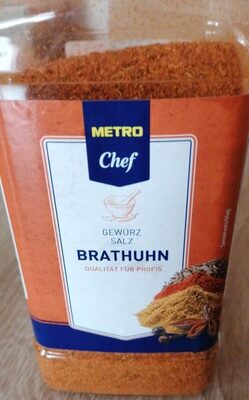 METRO
Chef
GEWÜRZ
SALZ
BRATHUHN
QUALITÄT FÜR PROFIS